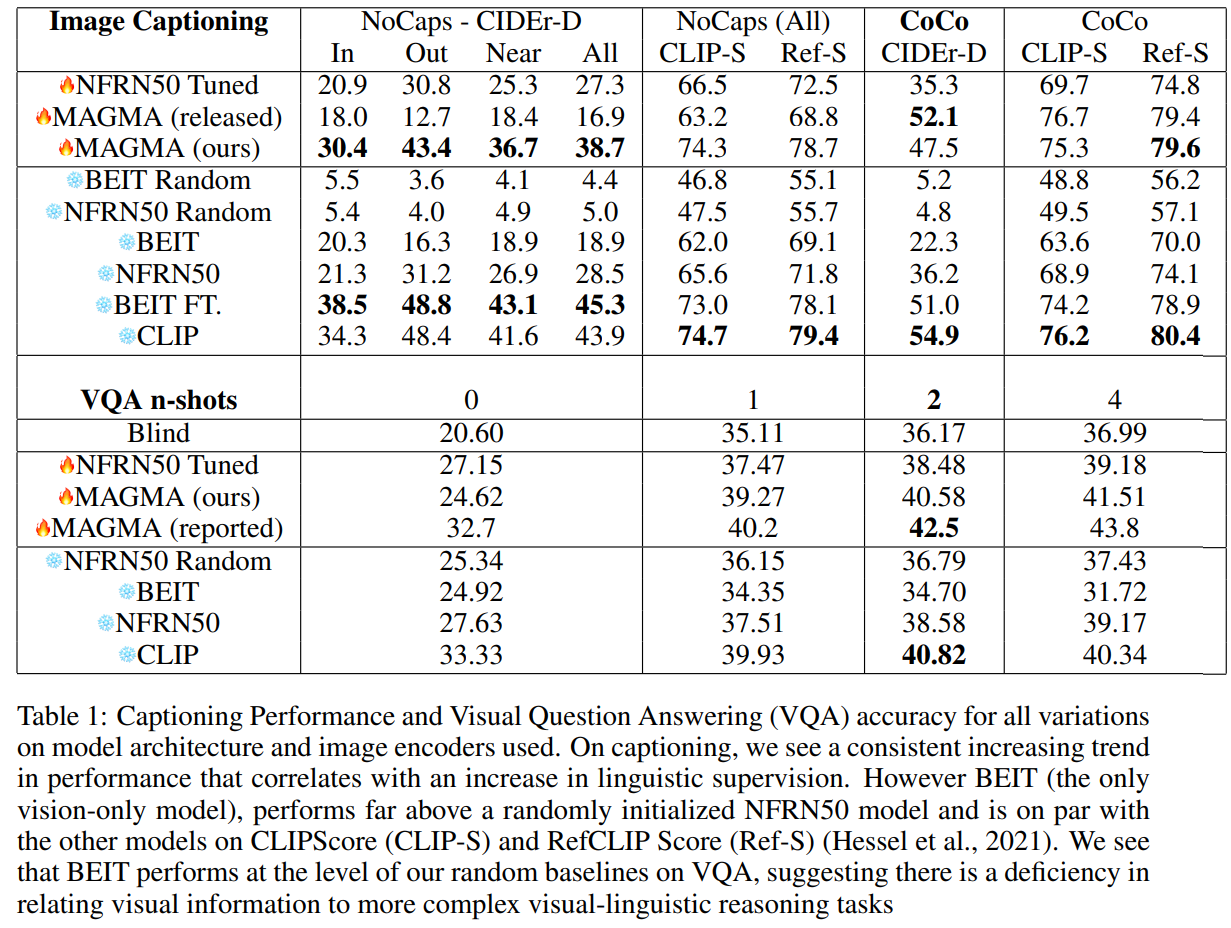 Image Captioning NoCaps - CIDEr-D NoCaps (All) CoCo CoCo
In Out Near All CLIP-S Ref-S CIDEr-D CLIP-S Ref-S
🔥NFRN50 Tuned 20.9 30.8 25.3 27.3 66.5 72.5 35.3 69.7 74.8
🔥MAGMA (released) 18.0 12.7 18.4 16.9 63.2 68.8 52.1 76.7 79.4
🔥MAGMA (ours) 30.4 43.4 36.7 38.7 74.3 78.7 47.5 75.3 79.6
❄BEIT Random 5.5 3.6 4.1 4.4 46.8 55.1 5.2 48.8 56.2
❄NFRN50 Random 5.4 4.0 4.9 5.0 47.5 55.7 4.8 49.5 57.1
❄BEIT 20.3 16.3 18.9 18.9 62.0 69.1 22.3 63.6 70.0
❄NFRN50 21.3 31.2 26.9 28.5 65.6 71.8 36.2 68.9 74.1
❄BEIT FT. 38.5 48.8 43.1 45.3 73.0 78.1 51.0 74.2 78.9
❄CLIP 34.3 48.4 41.6 43.9 74.7 79.4 54.9 76.2 80.4
VQA n-shots 0 1 2 4
Blind 20.60 35.11 36.17 36.99
🔥NFRN50 Tuned 27.15 37.47 38.48 39.18
🔥MAGMA (ours) 24.62 39.27 40.58 41.51
🔥MAGMA (reported) 32.7 40.2 42.5 43.8
❄NFRN50 Random 25.34 36.15 36.79 37.43
❄BEIT 24.92 34.35 34.70 31.72
❄NFRN50 27.63 37.51 38.58 39.17
❄CLIP 33.33 39.93 40.82 40.34
Table 1: Captioning Performance and Visual Question Answering (VQA) accuracy for all variations
on model architecture and image encoders used. On captioning, we see a consistent increasing trend
in performance that correlates with an increase in linguistic supervision. However BEIT (the only
vision-only model), performs far above a randomly initialized NFRN50 model and is on par with
the other models on CLIPScore (CLIP-S) and RefCLIP Score (Ref-S) (Hessel et al., 2021). We see
that BEIT performs at the level of our random baselines on VQA, suggesting there is a deficiency in
relating visual information to more complex visual-linguistic reasoning tasks